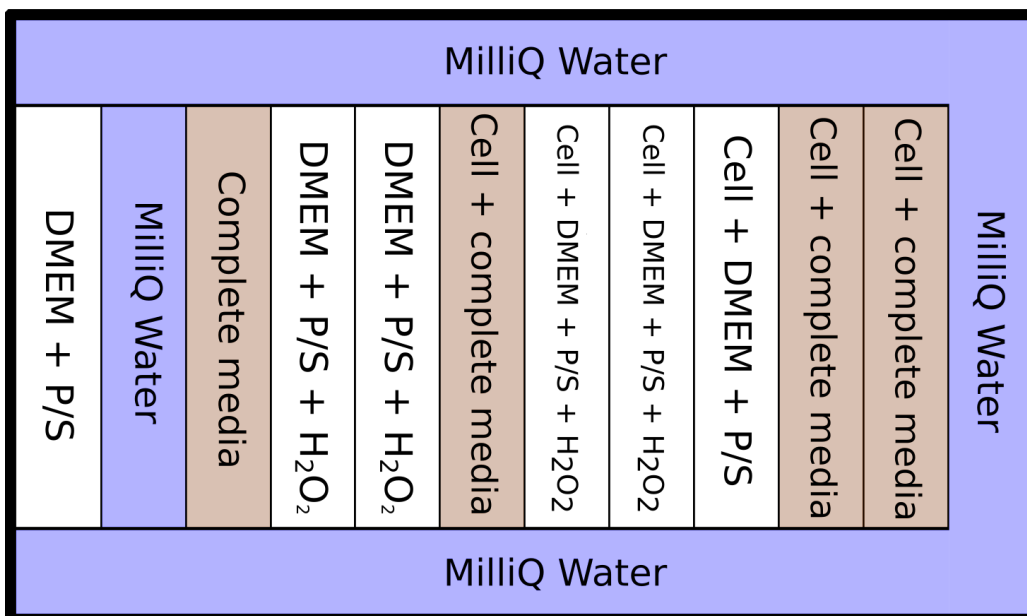 MilliQ Water
DMEM + P/S
MilliQ Water
Complete media
DMEM + P/S + H₂O₂
DMEM + P/S + H₂O₂
Cell + complete media
Cell + DMEM + P/S + H₂O₂
Cell + DMEM + P/S + H₂O₂
Cell + DMEM + P/S
Cell + complete media
Cell + complete media
MilliQ Water
MilliQ Water